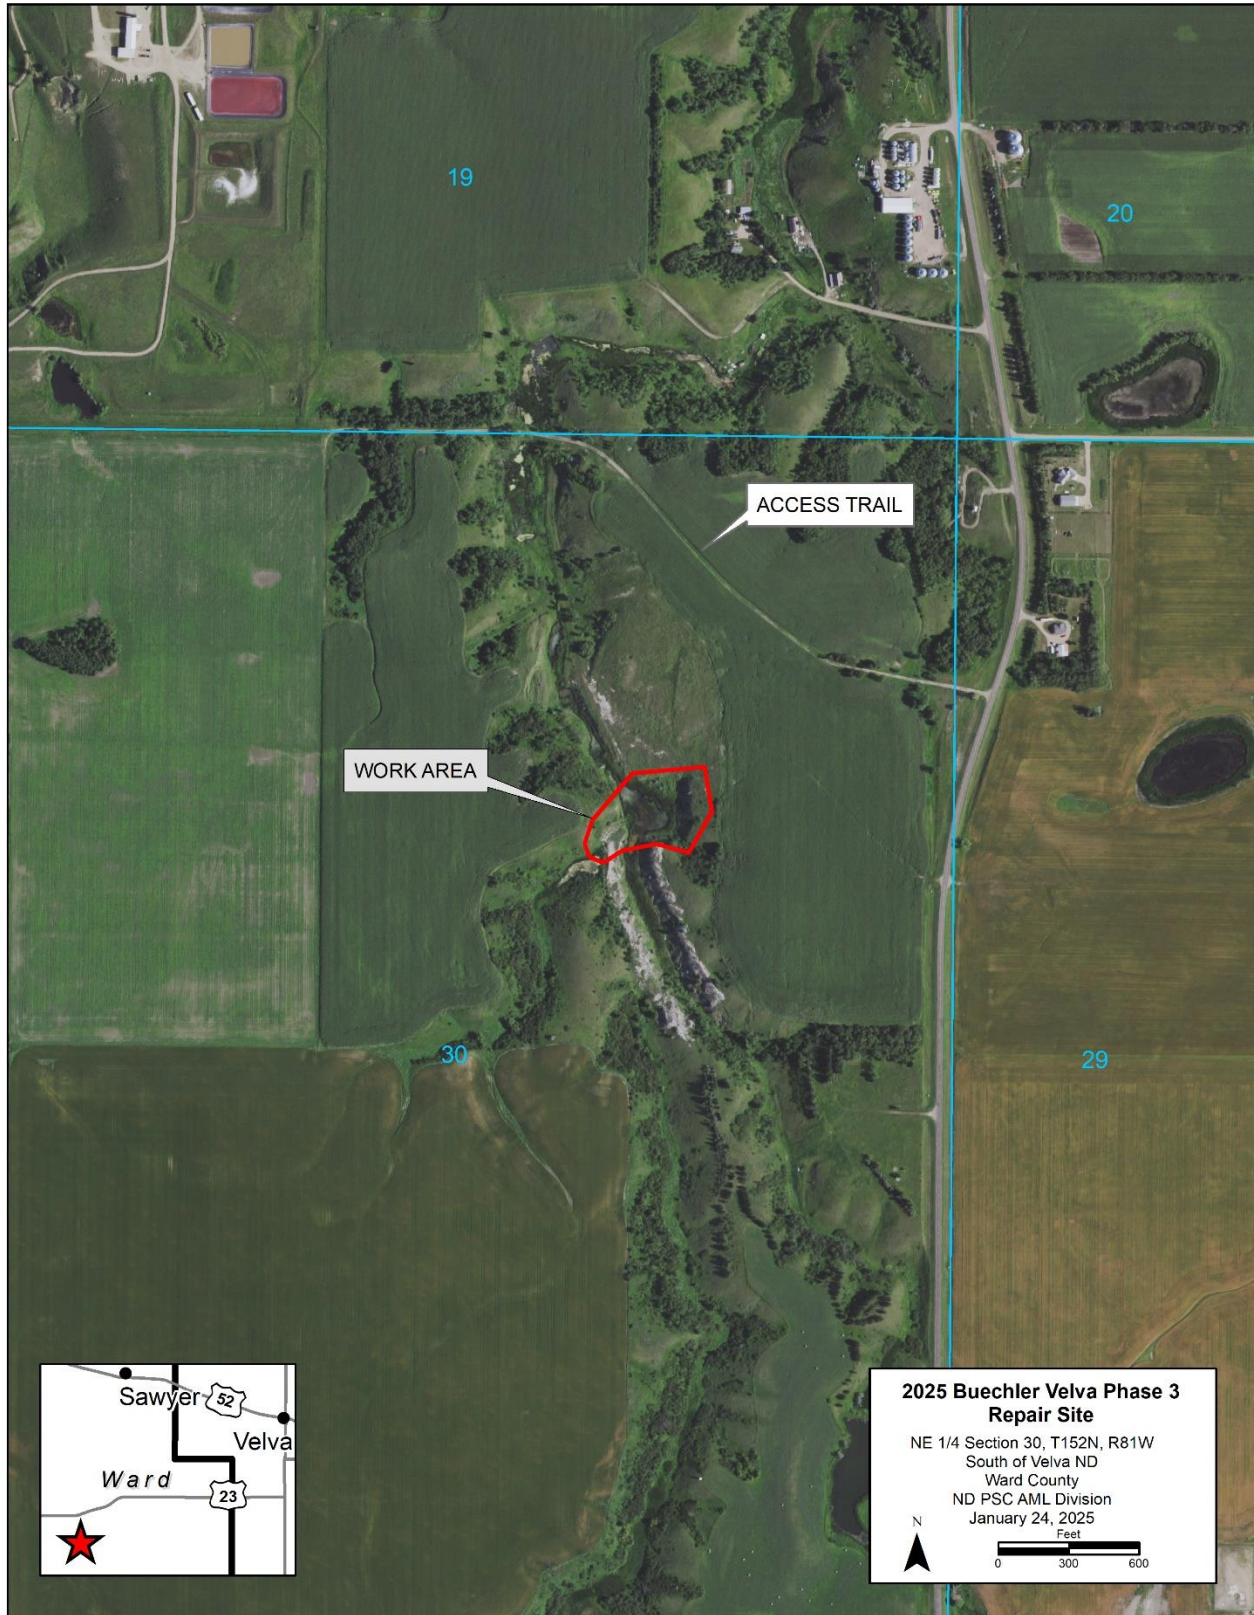 19
20
ACCESS TRAIL
WORK AREA
30
29
Sawyer
52
Velva
Ward
23
2025 Buechler Velva Phase 3
Repair Site
NE 1/4 Section 30, T152N, R81W
South of Velva ND
Ward County
ND PSC AML Division
January 24, 2025
N
Feet
0 300 600